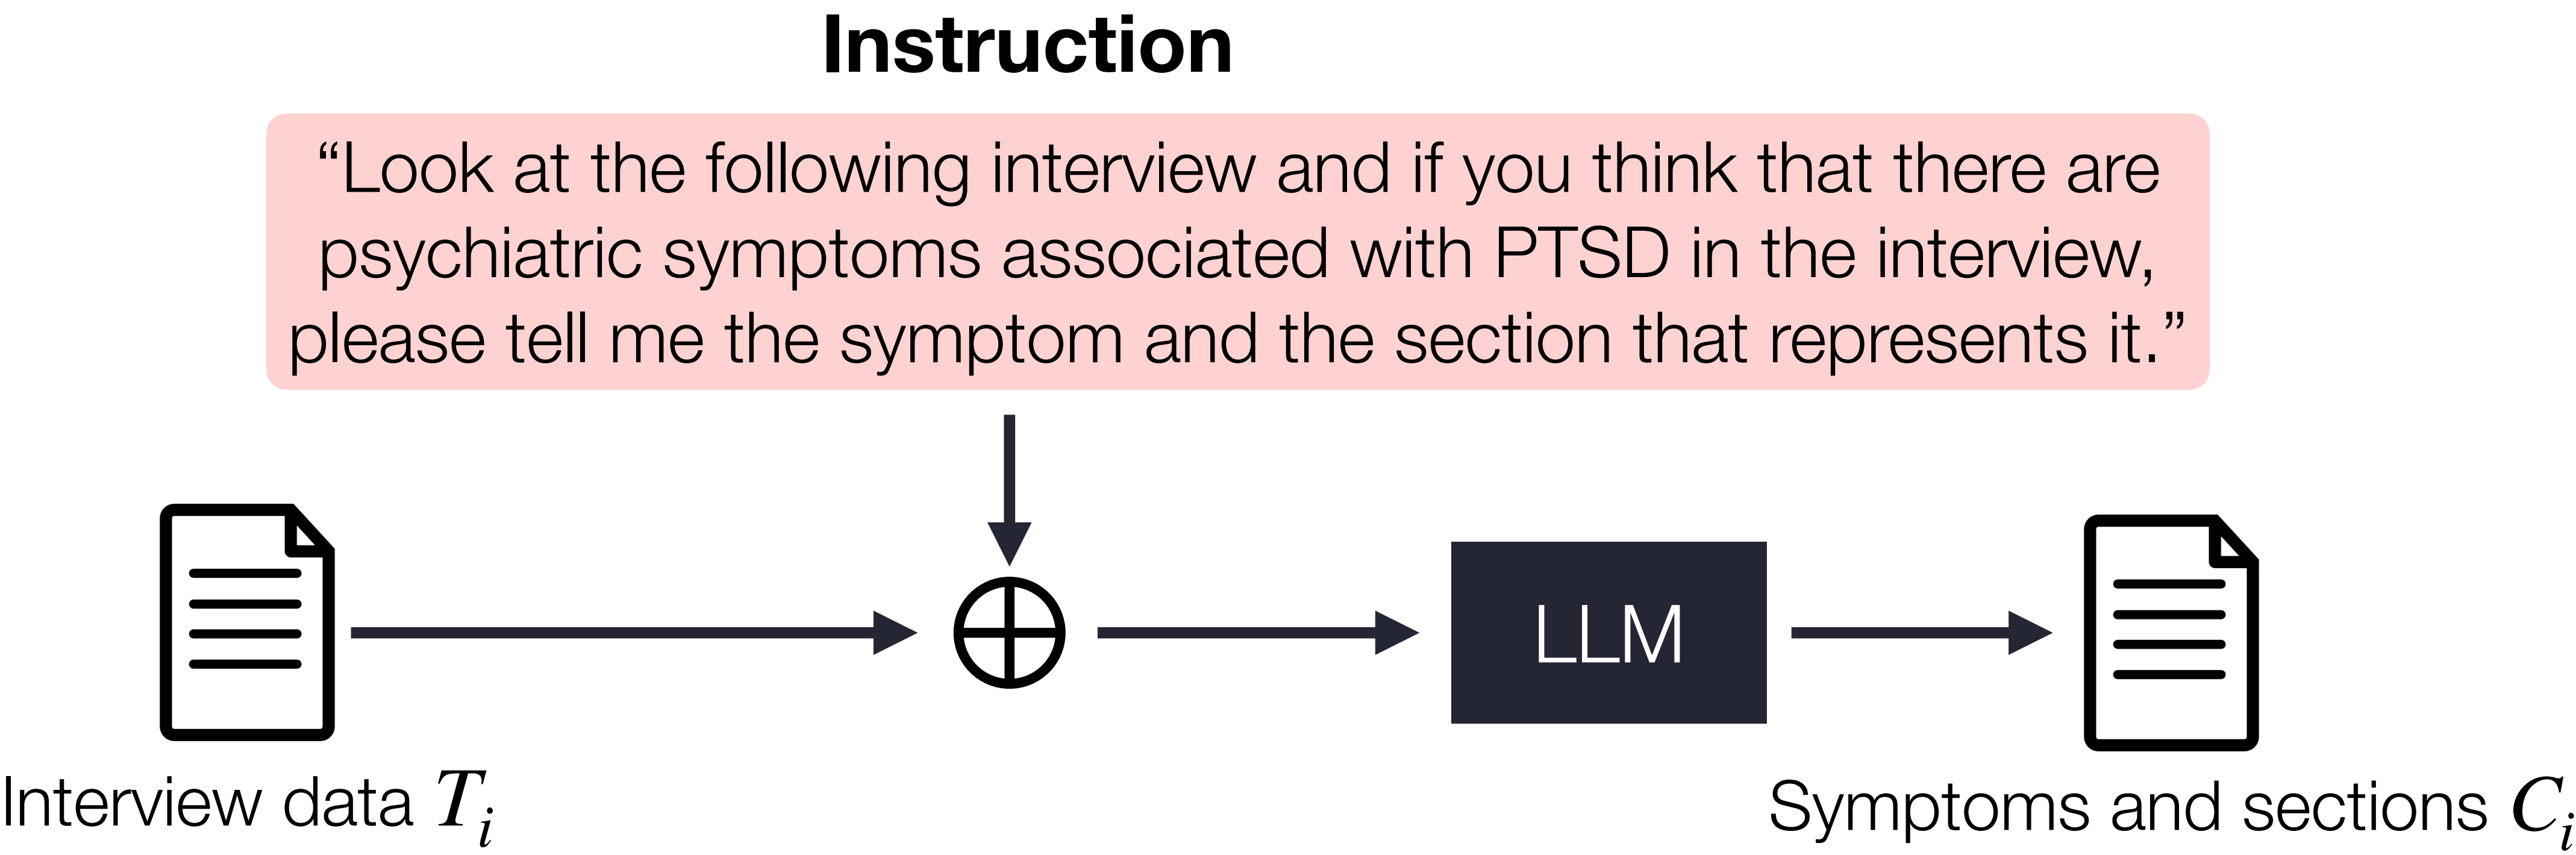 Instruction
“Look at the following interview and if you think that there are
psychiatric symptoms associated with PTSD in the interview,
please tell me the symptom and the section that represents it.”
LLM
Interview data T_i
Symptoms and sections C_i